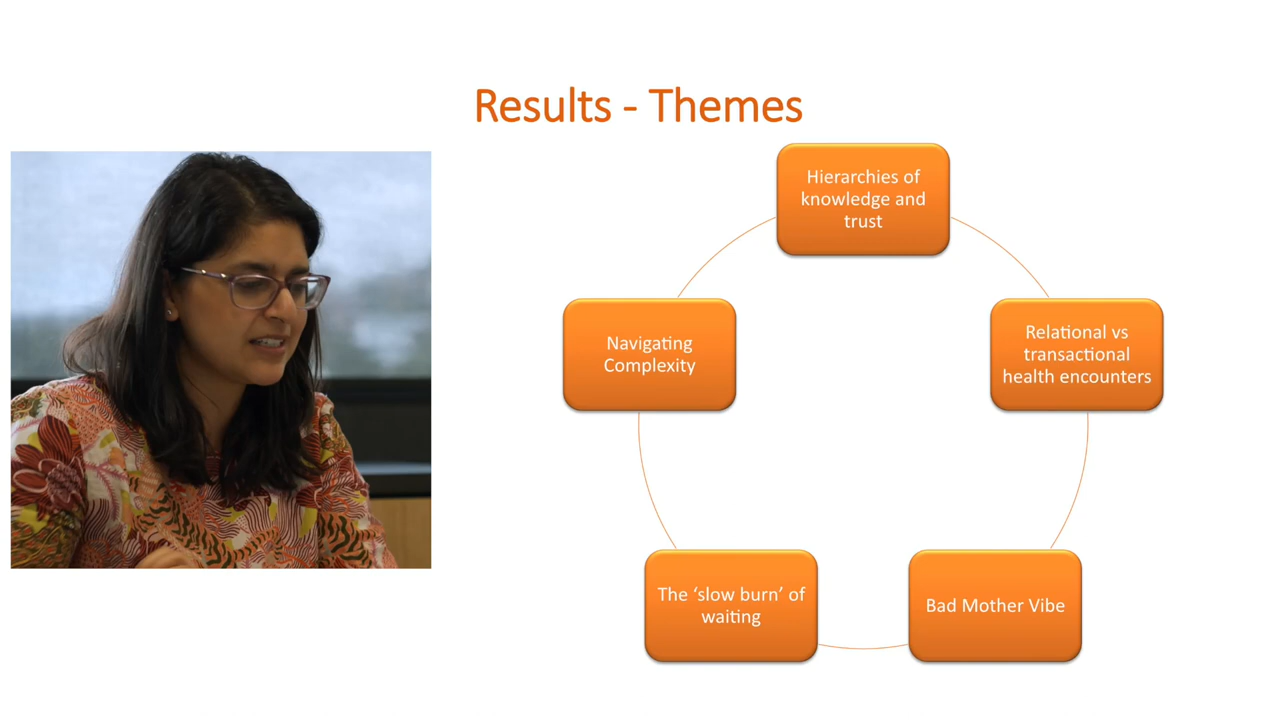 Results - Themes
Hierarchies of
knowledge and
trust
Relational vs
transactional
health encounters
Bad Mother Vibe
The ‘slow burn’ of
waiting
Navigating
Complexity